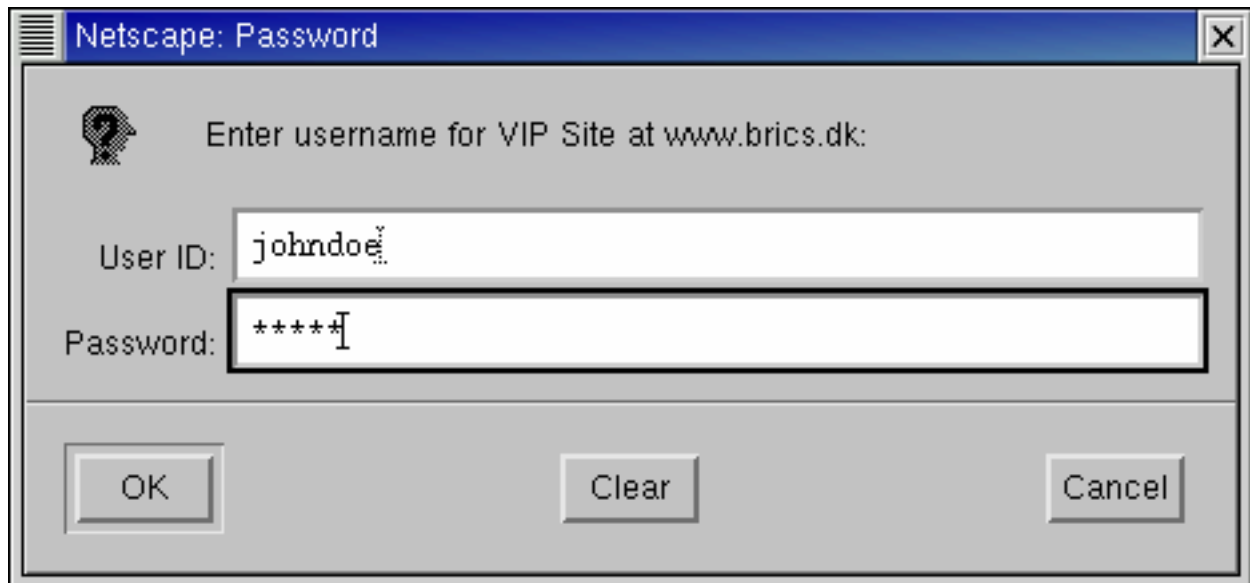 Netscape: Password
Enter username for VIP Site at www.brics.dk:
User ID: johndoe
Password: *****
OK Clear Cancel